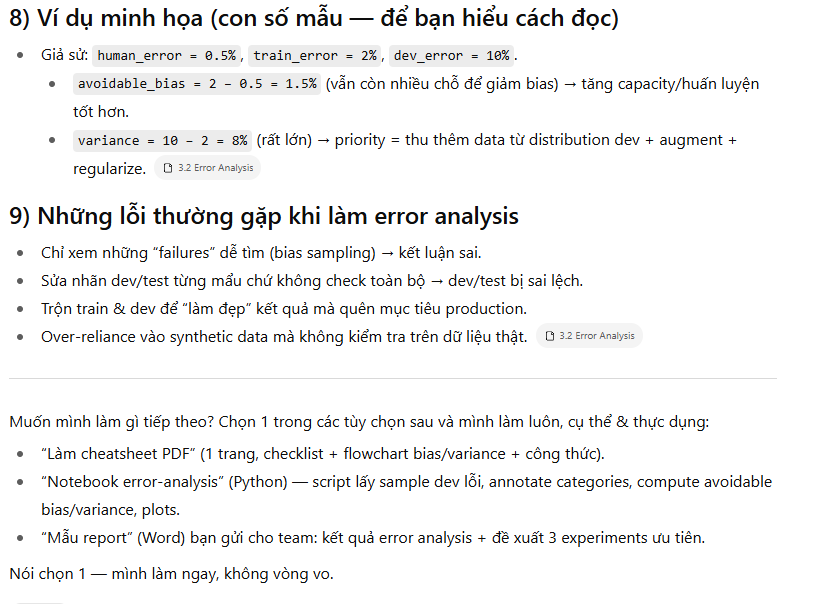 8) Ví dụ minh họa (con số mẫu — để bạn hiểu cách đọc)
• Giả sử: human_error = 0.5%, train_error = 2%, dev_error = 10%.
• avoidable_bias = 2 − 0.5 = 1.5% (vẫn còn nhiều chỗ để giảm bias) → tăng capacity/huấn luyện
tốt hơn.
• variance = 10 − 2 = 8% (rất lớn) → priority = thu thêm data từ distribution dev + augment +
regularize. 3.2 Error Analysis
9) Những lỗi thường gặp khi làm error analysis
• Chỉ xem những “failures” dễ tìm (bias sampling) → kết luận sai.
• Sửa nhãn dev/test từng mẩu chứ không check toàn bộ → dev/test bị sai lệch.
• Trộn train & dev để “làm đẹp” kết quả mà quên mục tiêu production.
• Over-reliance vào synthetic data mà không kiểm tra trên dữ liệu thật. 3.2 Error Analysis
Muốn mình làm gì tiếp theo? Chọn 1 trong các tùy chọn sau và mình làm luôn, cụ thể & thực dụng:
• “Làm cheatsheet PDF” (1 trang, checklist + flowchart bias/variance + công thức).
• “Notebook error-analysis” (Python) — script lấy sample dev lỗi, annotate categories, compute avoidable
bias/variance, plots.
• “Mẫu report” (Word) bạn gửi cho team: kết quả error analysis + đề xuất 3 experiments ưu tiên.
Nói chọn 1 — mình làm ngay, không vòng vo.